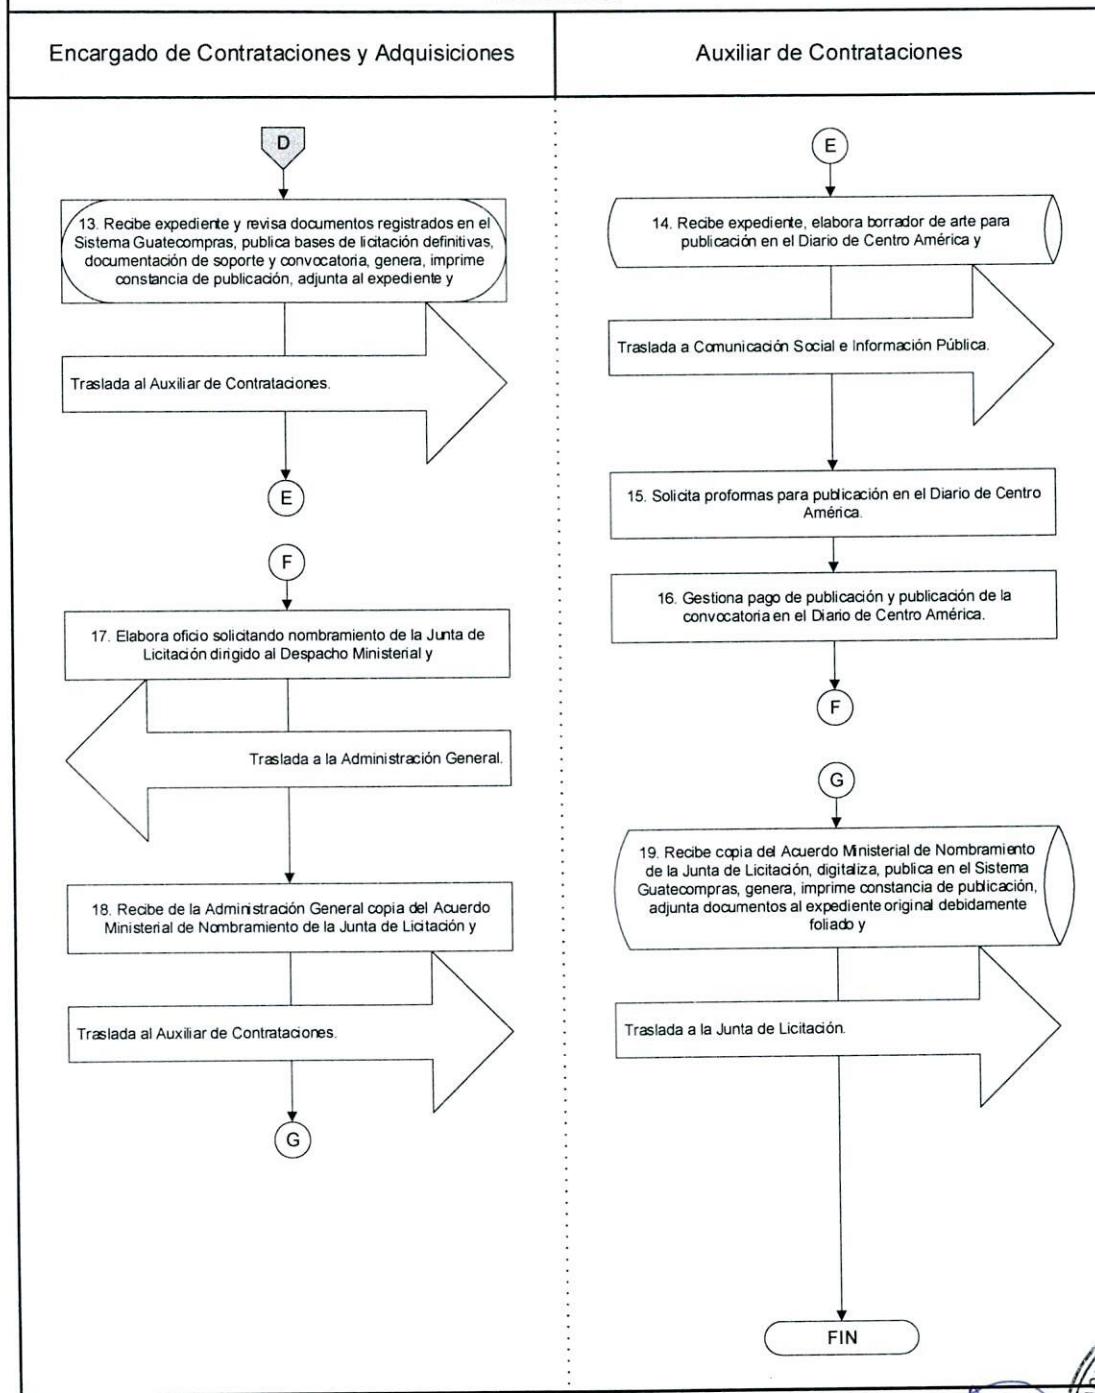 Encargado de Contrataciones y Adquisiciones
Auxiliar de Contrataciones
D
13. Recibe expediente y revisa documentos registrados en el
Sistema Guatecompras, publica bases de licitación definitivas,
documentación de soporte y convocatoria, genera, imprime
constancia de publicación, adjunta al expediente y
Traslada al Auxiliar de Contrataciones.
E
F
17. Elabora oficio solicitando nombramiento de la Junta de
Licitación dirigido al Despacho Ministerial y
Traslada a la Administración General.
18. Recibe de la Administración General copia del Acuerdo
Ministerial de Nombramiento de la Junta de Licitación y
Traslada al Auxiliar de Contrataciones.
G
E
14. Recibe expediente, elabora borrador de arte para
publicación en el Diario de Centro América y
Traslada a Comunicación Social e Información Pública.
15. Solicita proformas para publicación en el Diario de Centro
América.
16. Gestiona pago de publicación y publicación de la
convocatoria en el Diario de Centro América.
F
G
19. Recibe copia del Acuerdo Ministerial de Nombramiento
de la Junta de Licitación, digitaliza, publica en el Sistema
Guatecompras, genera, imprime constancia de publicación,
adjunta documentos al expediente original debidamente
foliado y
Traslada a la Junta de Licitación.
FIN